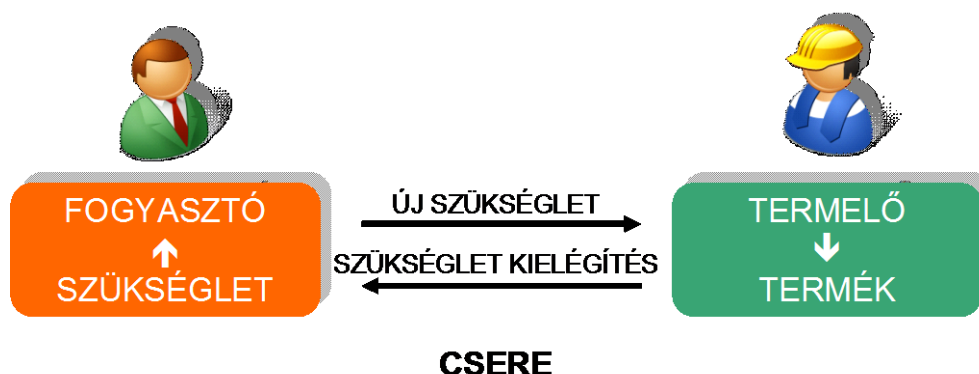 FOGYASZTÓ
SZÜKSÉGLET
ÚJ SZÜKSÉGLET
SZÜKSÉGLET KIELÉGÍTÉS
TERMELŐ
TERMÉK
CSERE